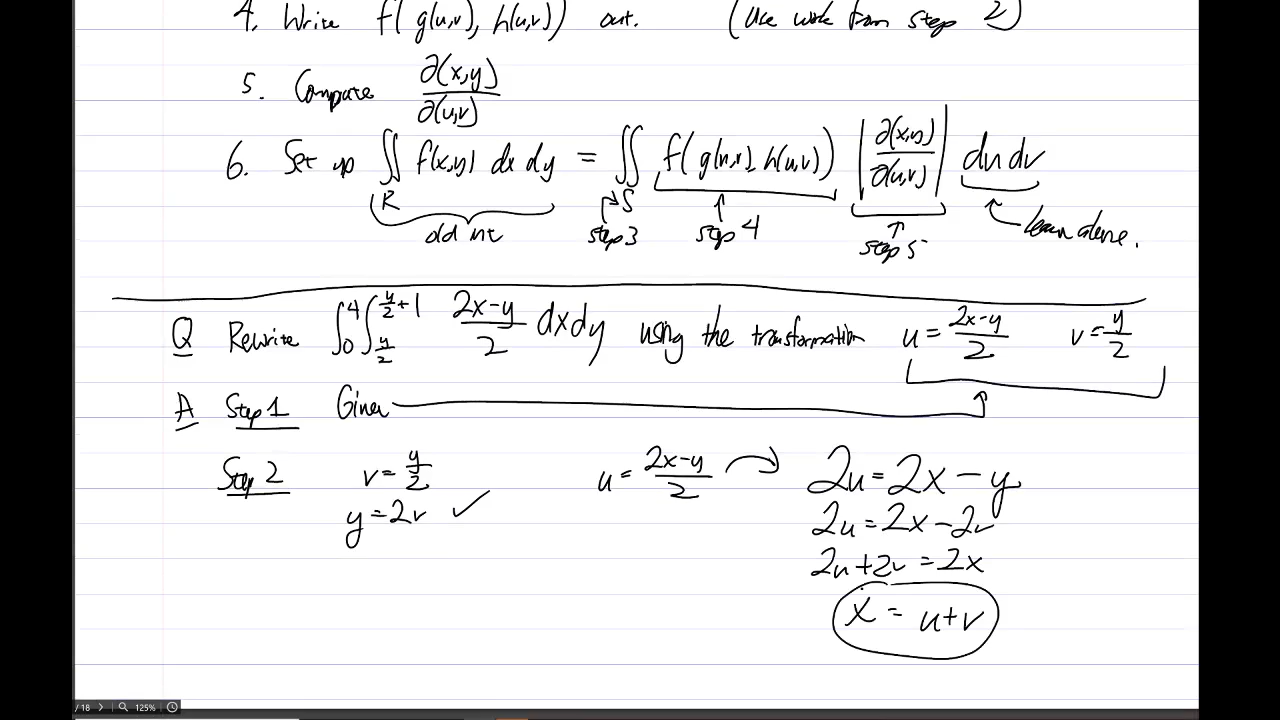 4. Write f( g(u,v), h(u,v)) out. (Use work from step 2)
5. Compute ∂(x,y)/∂(u,v)
6. Set up ∬_R f(x,y) dx dy = ∬_S f( g(u,v), h(u,v)) |∂(x,y)/∂(u,v)| du dv
old int step 3 step 4 step 5 leave alone.
Q Rewrite ∫_0^4 ∫_{y/2}^{y/2+1} (2x-y)/2 dx dy using the transformation u = (2x-y)/2 v = y/2
A Step 1 Given
Step 2 v = y/2 u = (2x-y)/2 2u = 2x - y
y = 2v ✓ 2u = 2x - 2v
2u + 2v = 2x
x = u+v
/ 18 > 125%